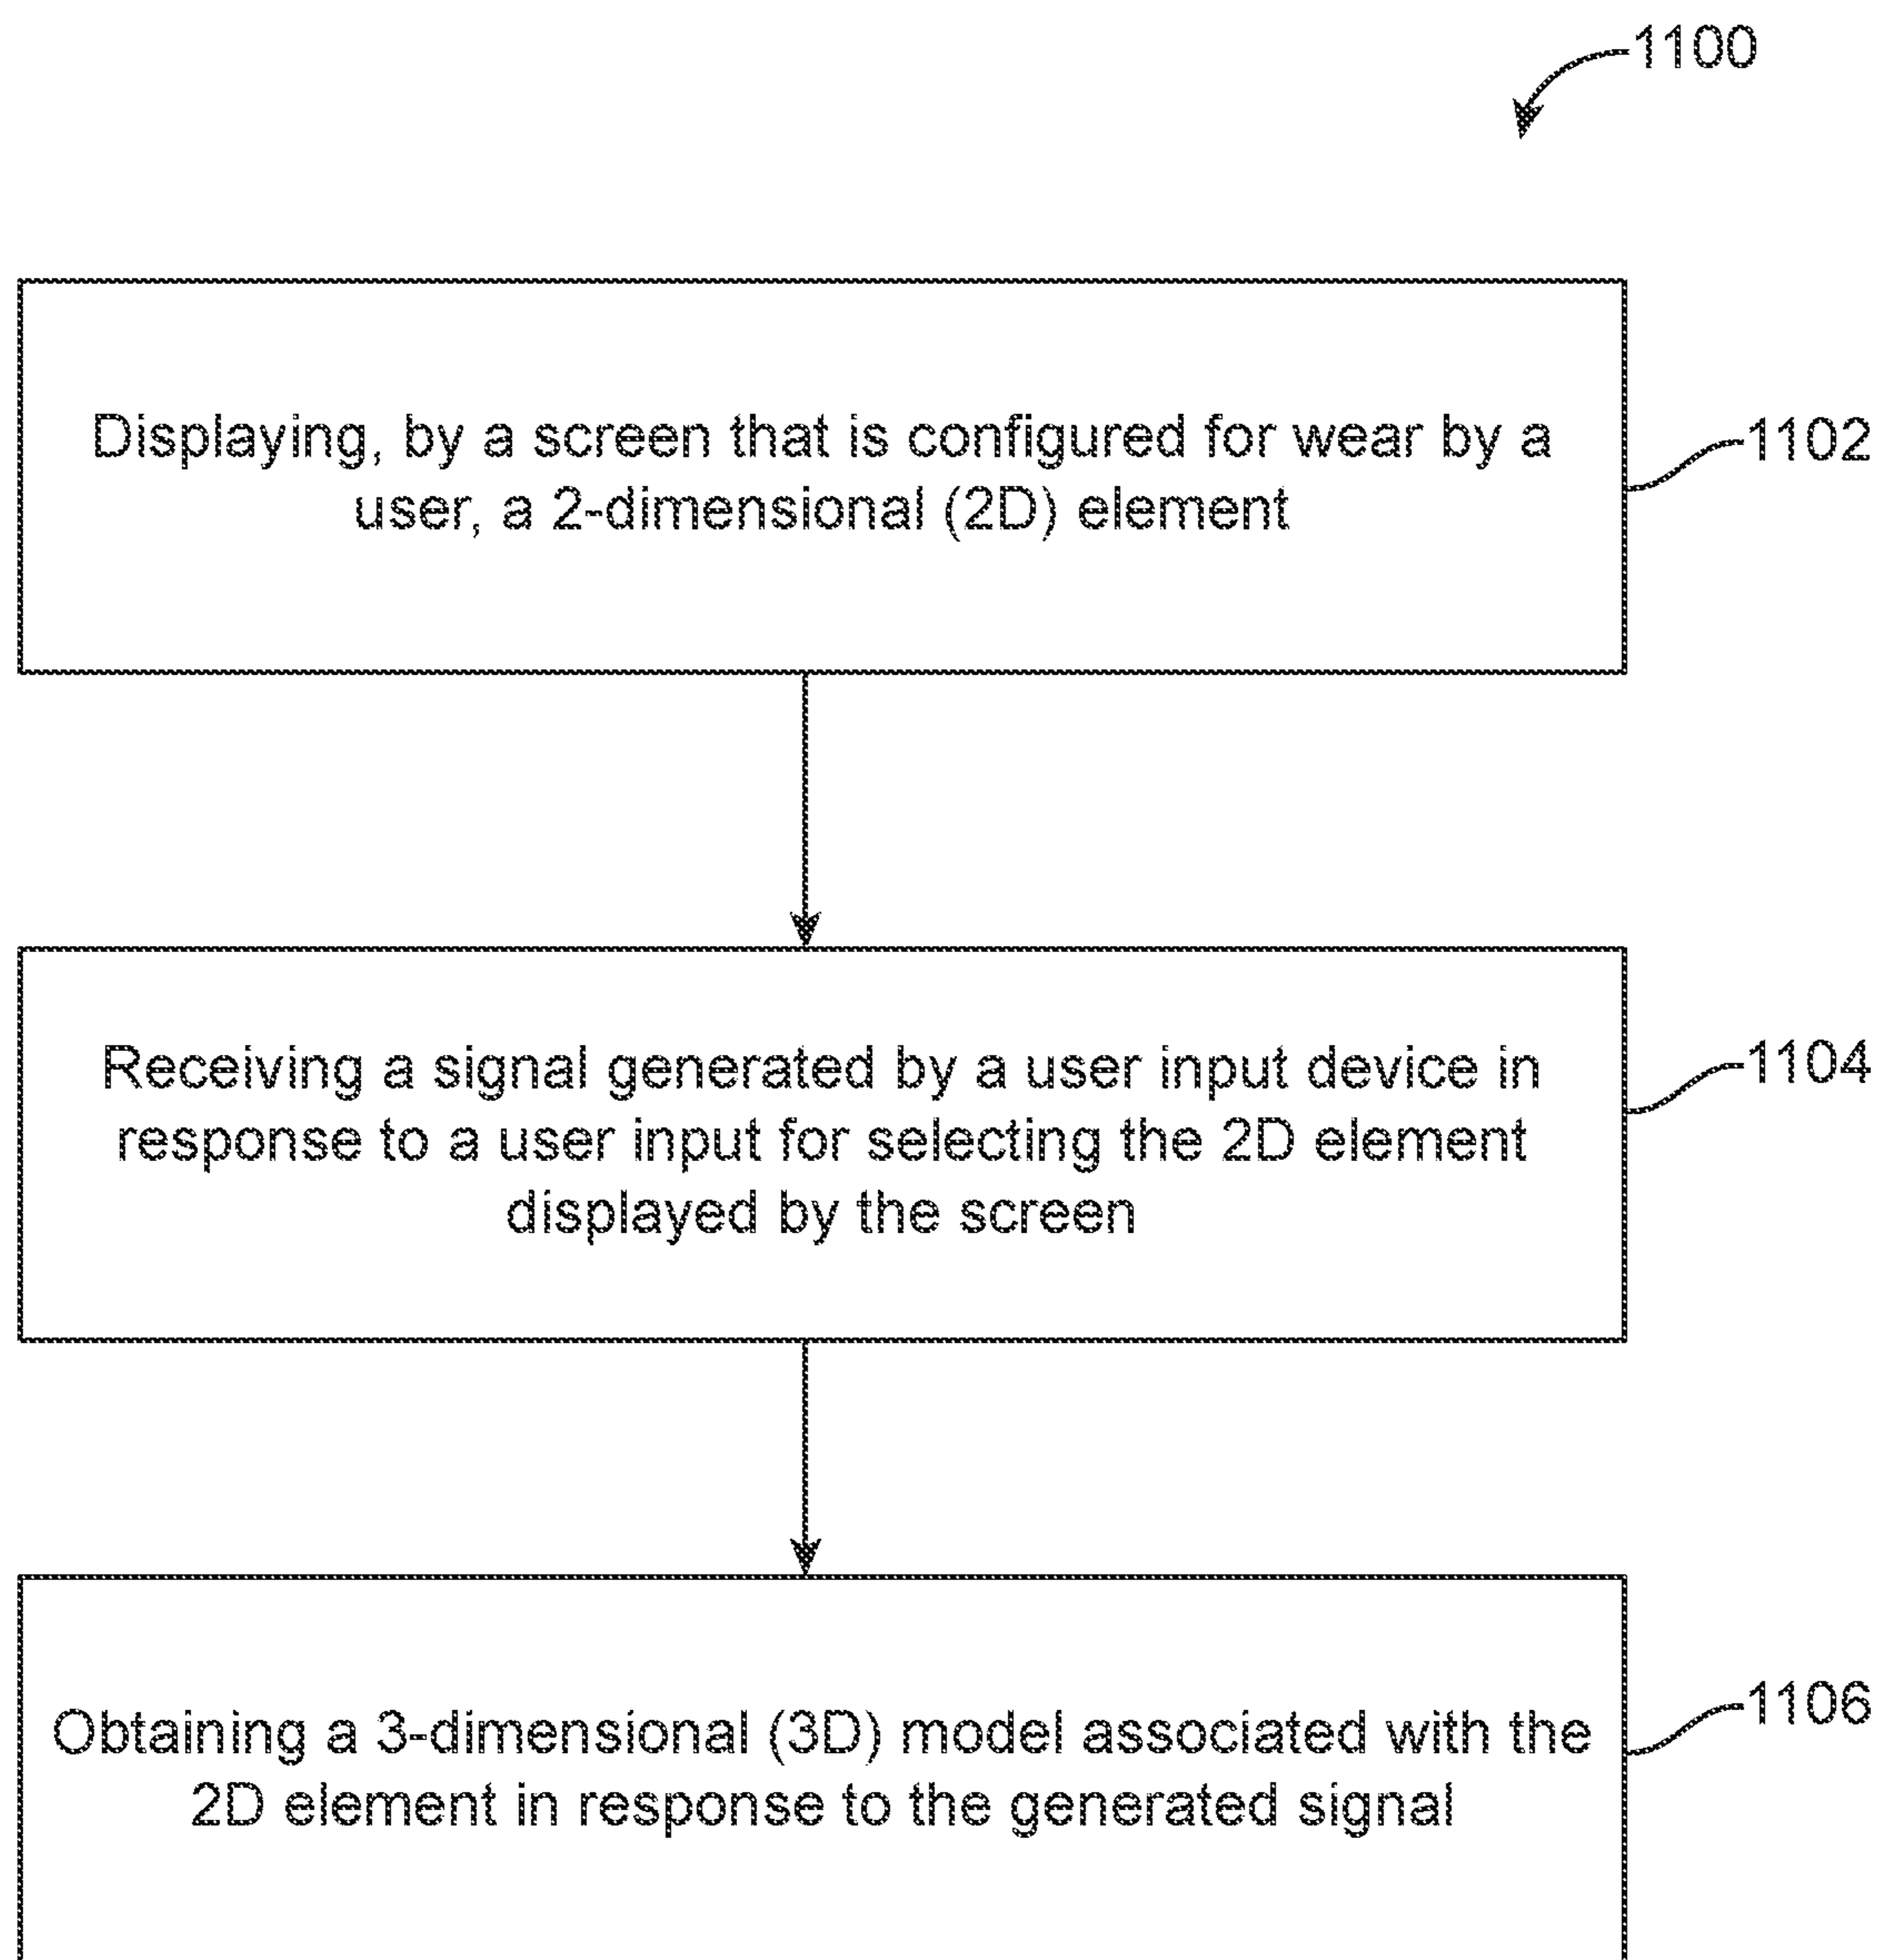 1100
Displaying, by a screen that is configured for wear by a
user, a 2-dimensional (2D) element
1102
Receiving a signal generated by a user input device in
response to a user input for selecting the 2D element
displayed by the screen
1104
Obtaining a 3-dimensional (3D) model associated with the
2D element in response to the generated signal
1106